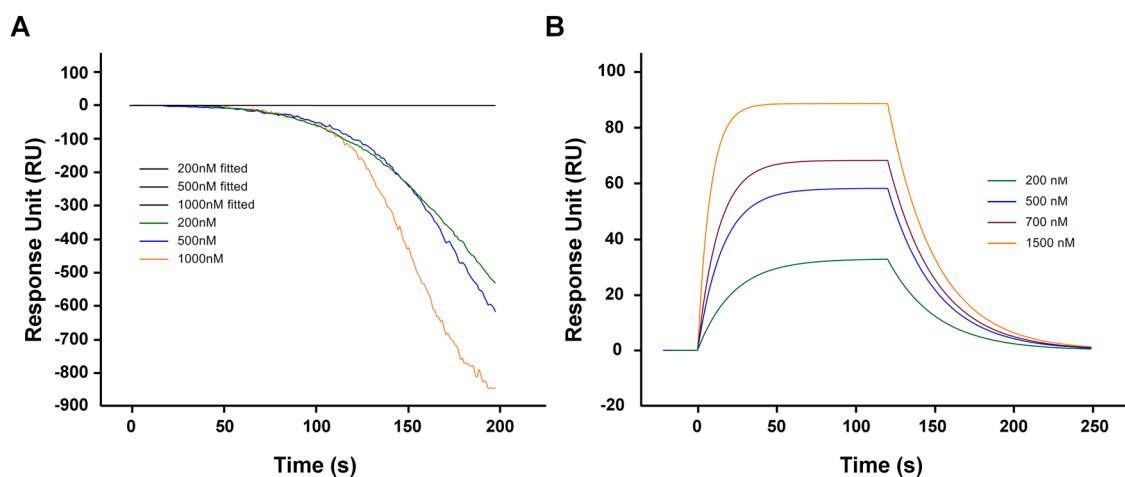 A
Response Unit (RU)
100
0
-100
-200
-300
-400
-500
-600
-700
-800
-900
200nM fitted
500nM fitted
1000nM fitted
200nM
500nM
1000nM
0
50
100
150
200
Time (s)
B
Response Unit (RU)
100
80
60
40
20
0
-20
200 nM
500 nM
700 nM
1500 nM
0
50
100
150
200
250
Time (s)